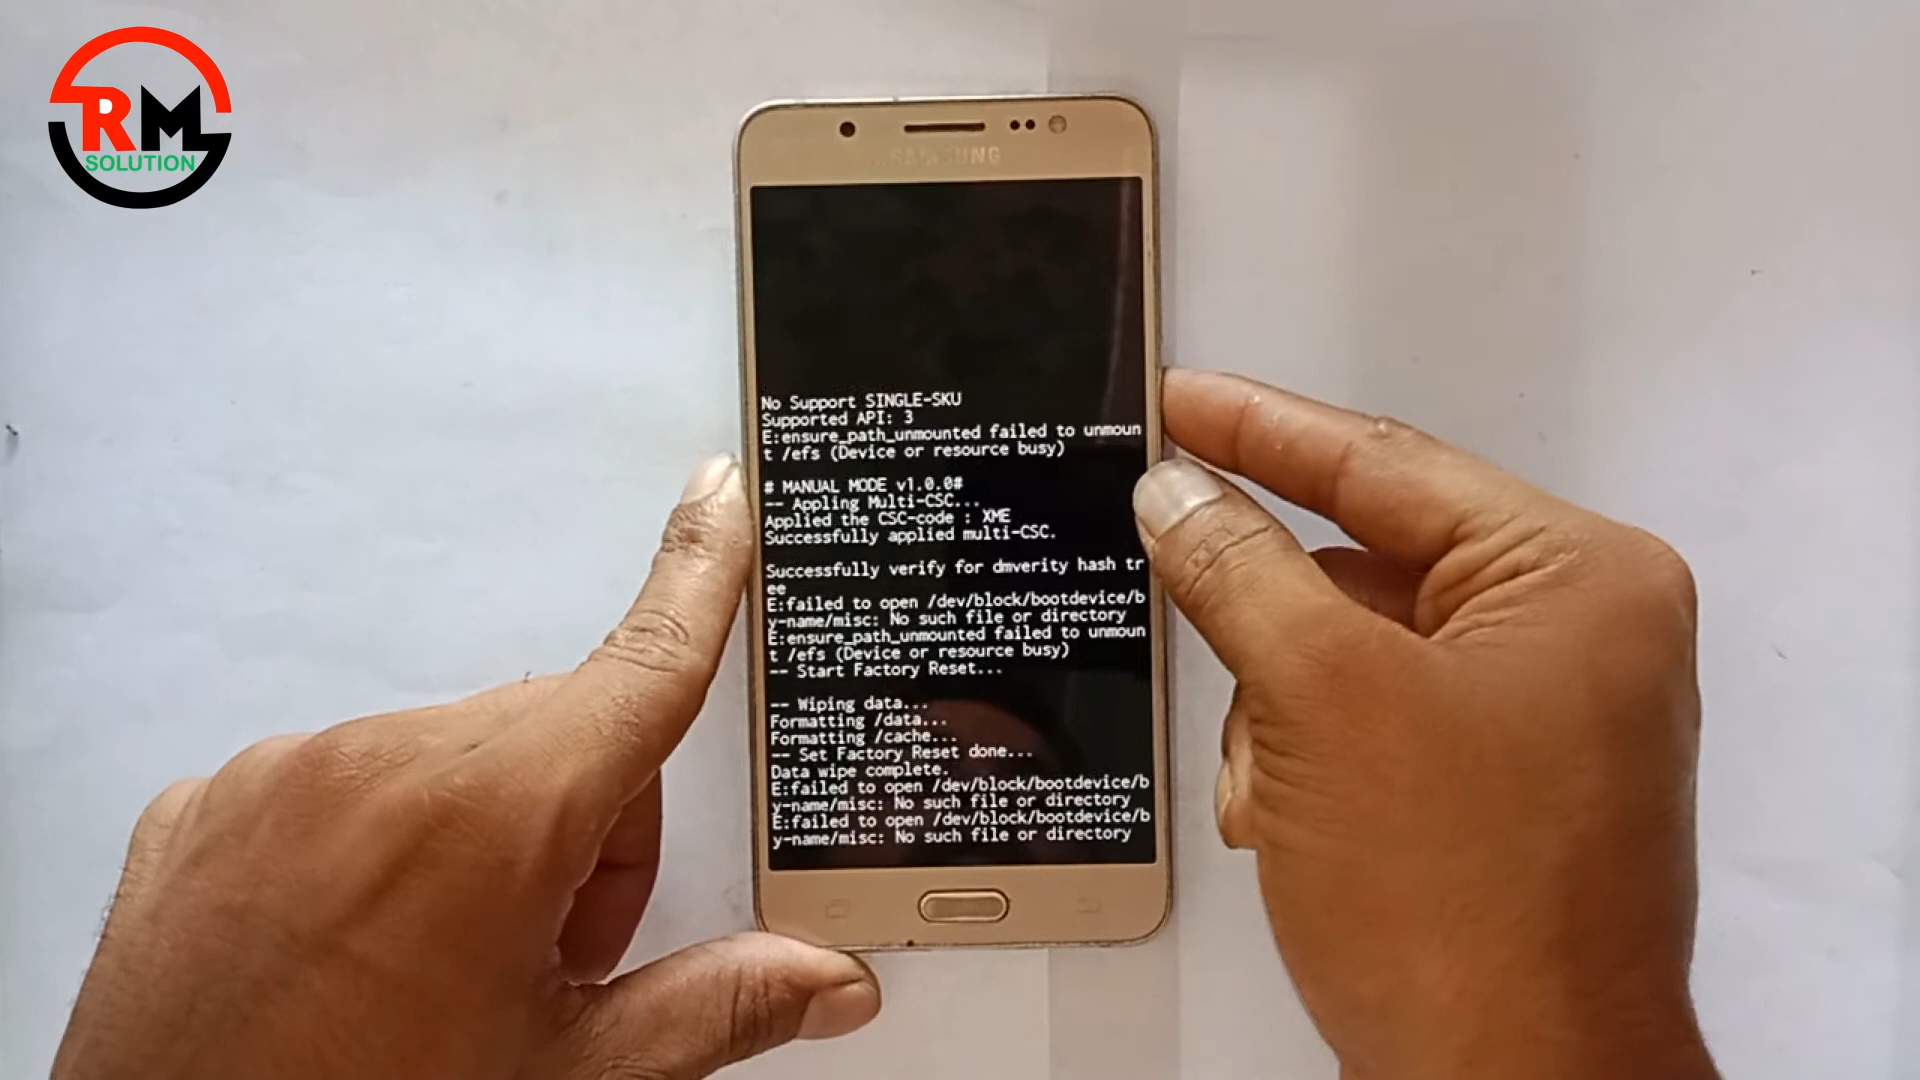 RM
SOLUTION
SAMSUNG
No Support SINGLE-SKU
Supported API: 3
E:ensure_path_unmounted failed to unmoun
t /efs (Device or resource busy)
# MANUAL MODE v1.0.0#
-- Appling Multi-CSC...
Applied the CSC-code : XME
Successfully applied multi-CSC.
Successfully verify for dmverity hash tr
ee
E:failed to open /dev/block/bootdevice/b
y-name/misc: No such file or directory
E:ensure_path_unmounted failed to unmoun
t /efs (Device or resource busy)
-- Start Factory Reset...
-- Wiping data...
Formatting /data...
Formatting /cache...
-- Set Factory Reset done...
Data wipe complete.
E:failed to open /dev/block/bootdevice/b
y-name/misc: No such file or directory
E:failed to open /dev/block/bootdevice/b
y-name/misc: No such file or directory